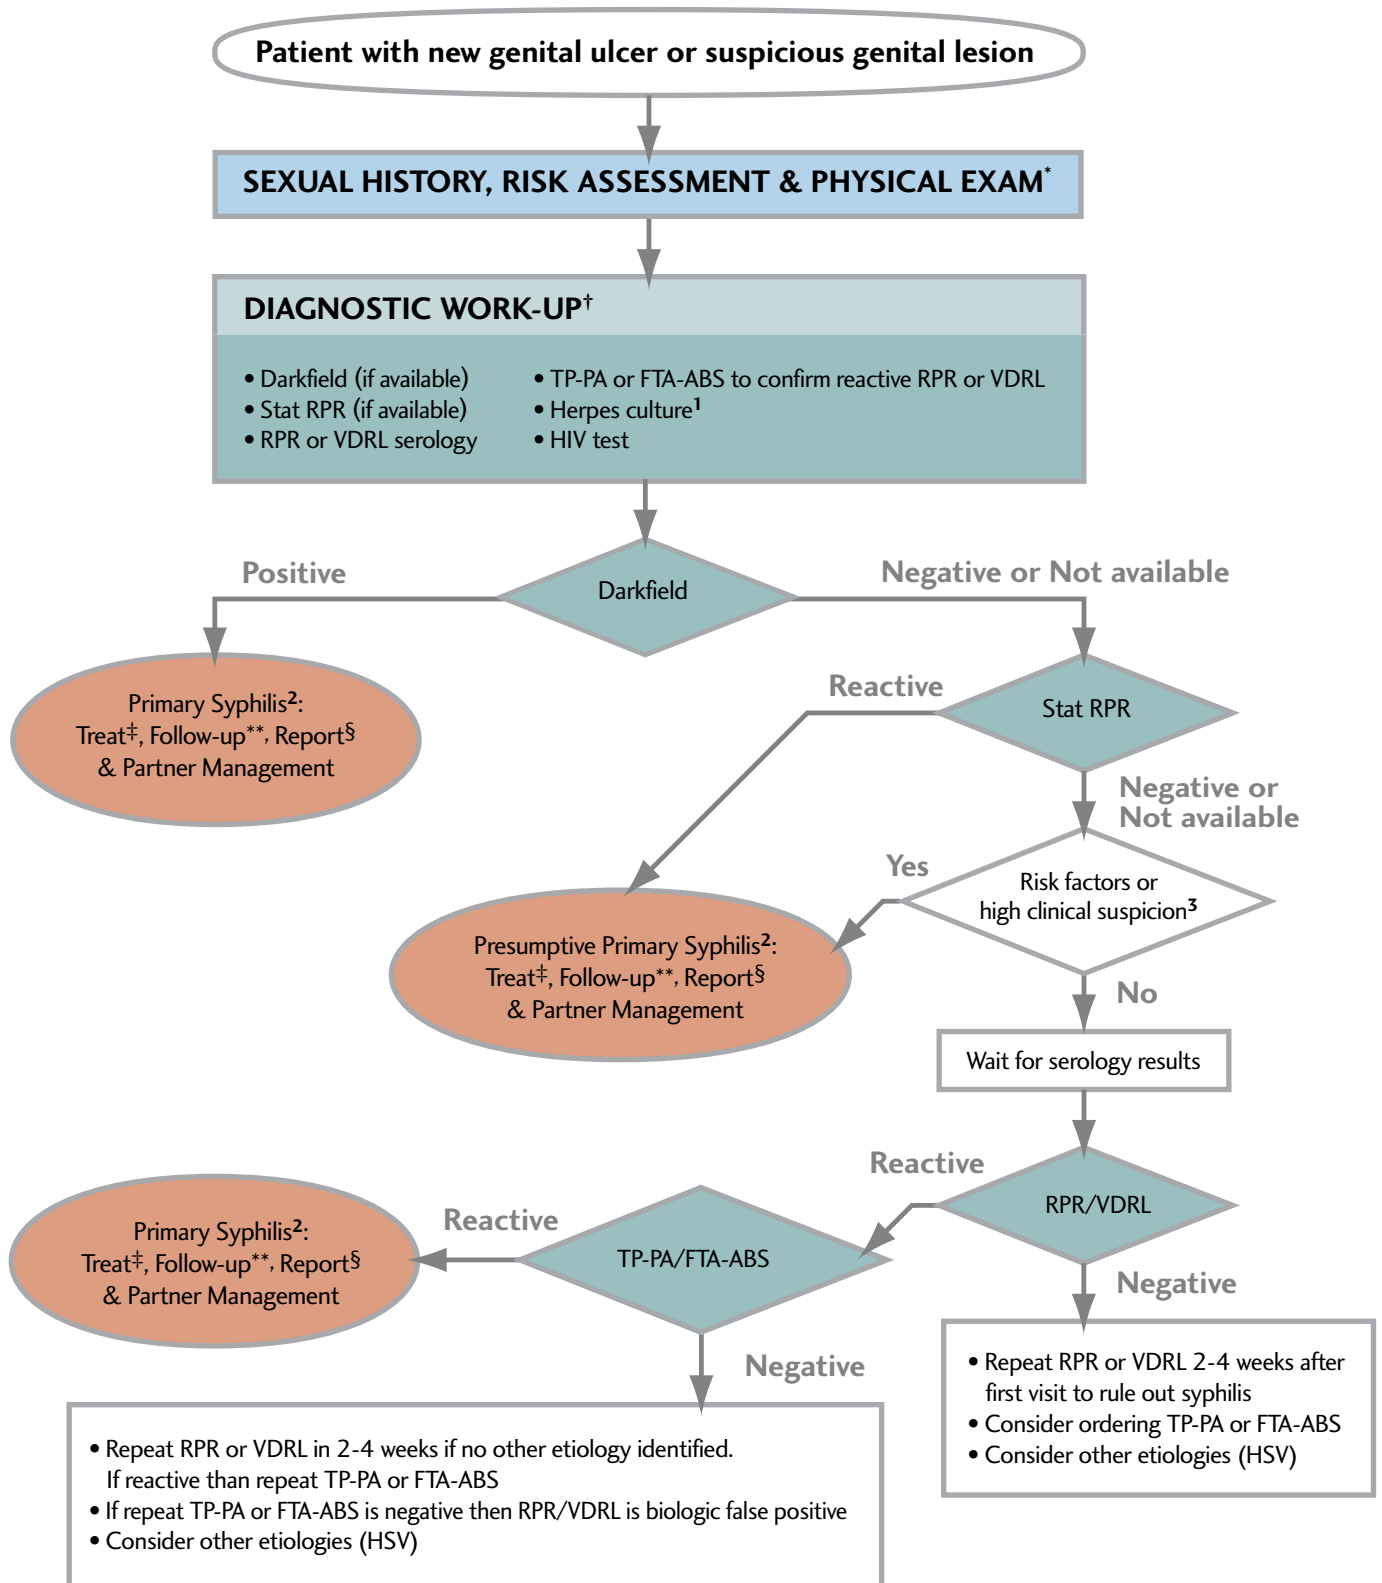 Patient with new genital ulcer or suspicious genital lesion
SEXUAL HISTORY, RISK ASSESSMENT & PHYSICAL EXAM*
DIAGNOSTIC WORK-UP†
• Darkfield (if available)
• Stat RPR (if available)
• RPR or VDRL serology
• TP-PA or FTA-ABS to confirm reactive RPR or VDRL
• Herpes culture¹
• HIV test
Darkfield
Positive
Negative or Not available
Primary Syphilis²:
Treat‡, Follow-up**, Report§
& Partner Management
Stat RPR
Reactive
Negative or
Not available
Risk factors or
high clinical suspicion³
Yes
Presumptive Primary Syphilis²:
Treat‡, Follow-up**, Report§
& Partner Management
No
Wait for serology results
RPR/VDRL
Reactive
TP-PA/FTA-ABS
Reactive
Primary Syphilis²:
Treat‡, Follow-up**, Report§
& Partner Management
Negative
• Repeat RPR or VDRL 2-4 weeks after
first visit to rule out syphilis
• Consider ordering TP-PA or FTA-ABS
• Consider other etiologies (HSV)
Negative
• Repeat RPR or VDRL in 2-4 weeks if no other etiology identified.
If reactive than repeat TP-PA or FTA-ABS
• If repeat TP-PA or FTA-ABS is negative then RPR/VDRL is biologic false positive
• Consider other etiologies (HSV)